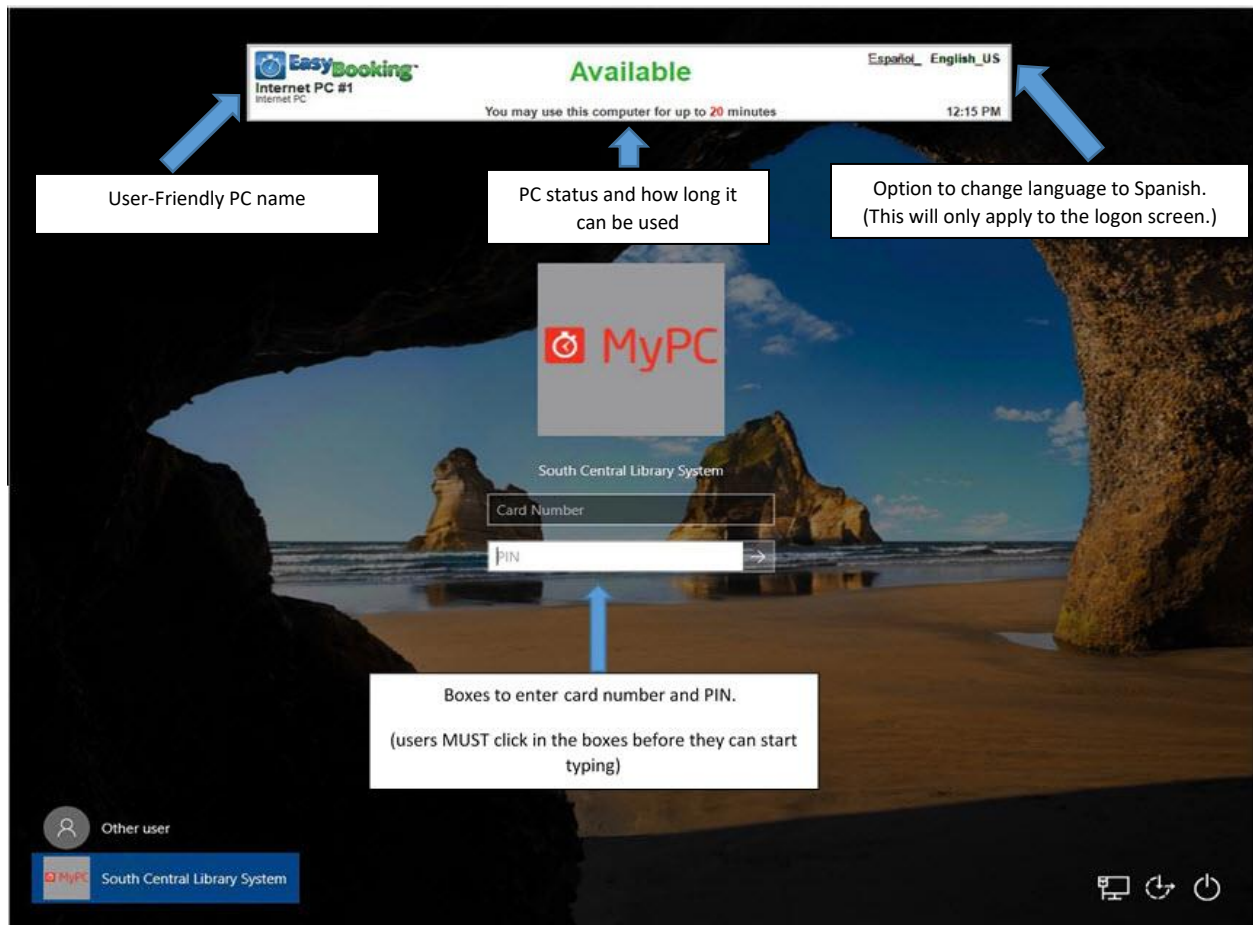 EasyBooking™
Internet PC #1
Internet PC
Available
You may use this computer for up to 20 minutes
Español_ English_US
12:15 PM
User-Friendly PC name
PC status and how long it
can be used
Option to change language to Spanish.
(This will only apply to the logon screen.)
MyPC
South Central Library System
Card Number
PIN
Boxes to enter card number and PIN.
(users MUST click in the boxes before they can start
typing)
Other user
MyPC
South Central Library System